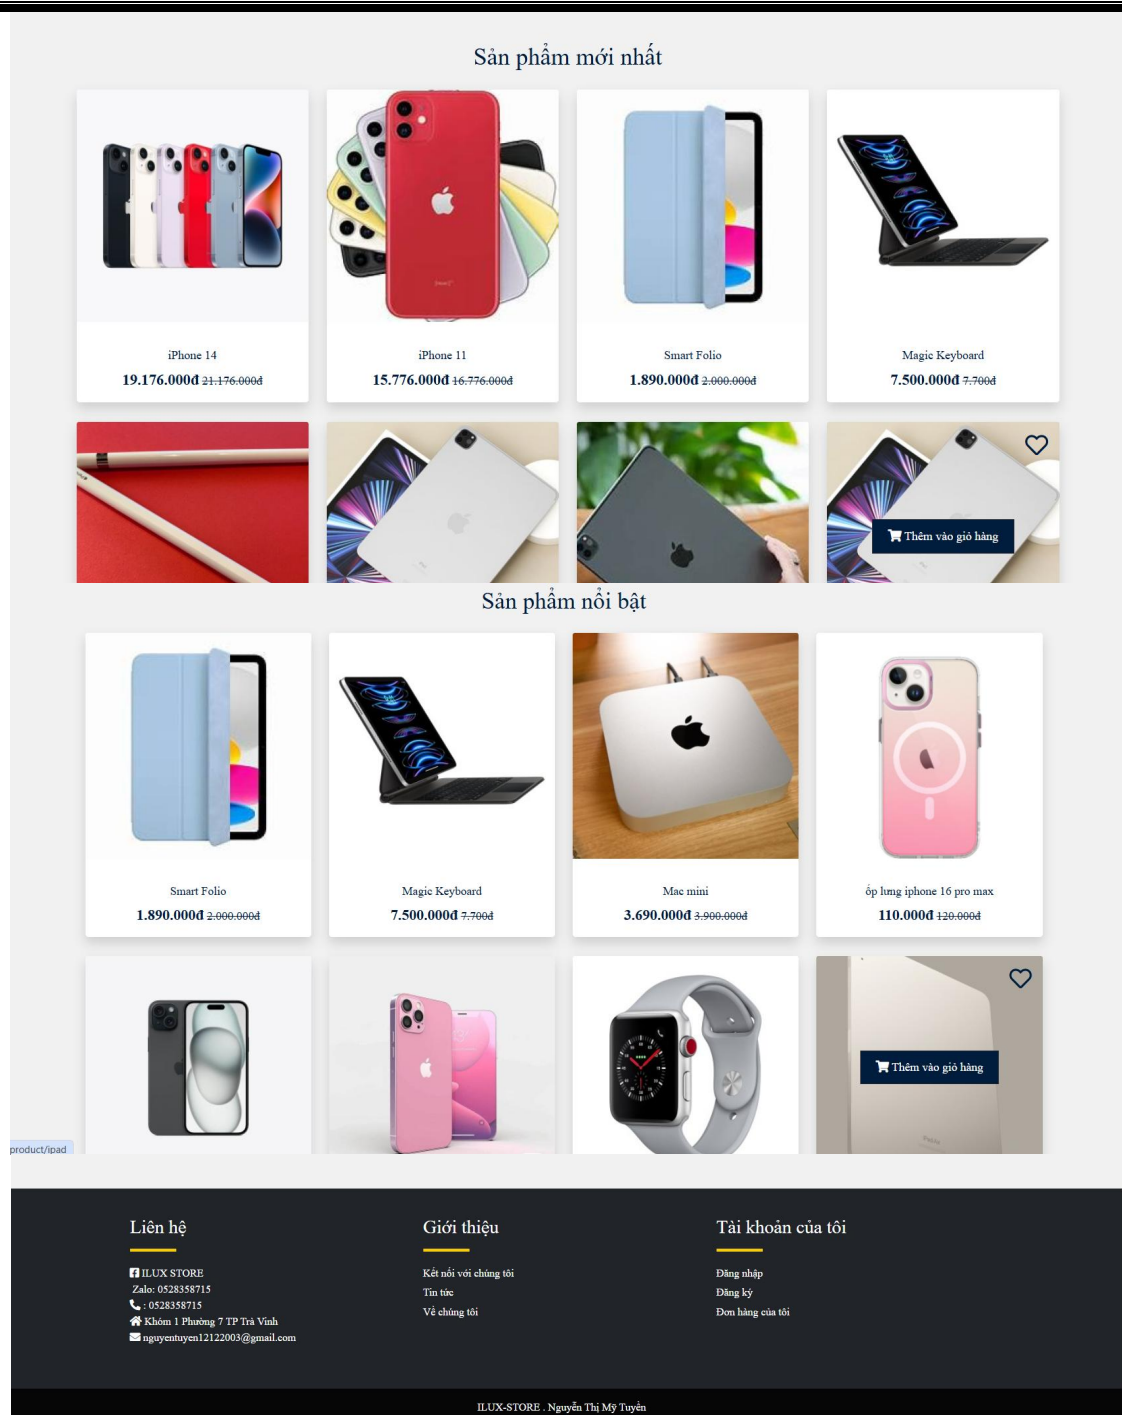 Sản phẩm mới nhất
iPhone 14
19.176.000đ 21.176.000đ
iPhone 11
15.776.000đ 16.776.000đ
Smart Folio
1.890.000đ 2.000.000đ
Magic Keyboard
7.500.000đ 7.700đ
Thêm vào giỏ hàng
Sản phẩm nổi bật
Smart Folio
1.890.000đ 2.000.000đ
Magic Keyboard
7.500.000đ 7.700đ
Mac mini
3.690.000đ 3.900.000đ
ốp lưng iphone 16 pro max
110.000đ 120.000đ
Thêm vào giỏ hàng
product/ipad
Liên hệ
ILUX STORE
Zalo: 0528358715
: 0528358715
Khóm 1 Phường 7 TP Trà Vinh
nguyentuyen12122003@gmail.com
Giới thiệu
Kết nối với chúng tôi
Tin tức
Về chúng tôi
Tài khoản của tôi
Đăng nhập
Đăng ký
Đơn hàng của tôi
ILUX-STORE . Nguyễn Thị Mỹ Tuyền